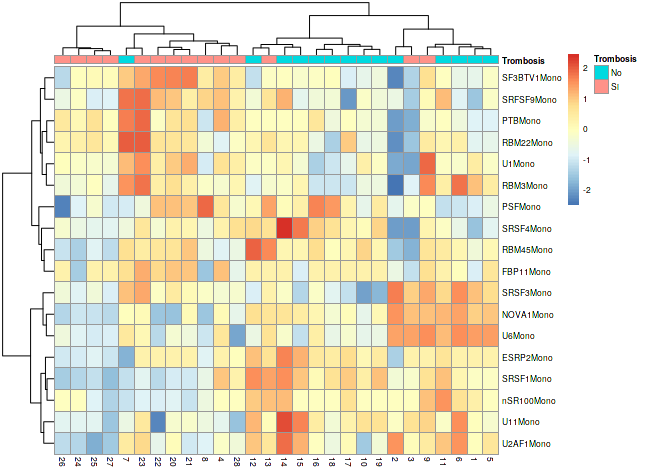 Trombosis
Trombosis
No
SI
2
1
0
-1
-2
SF3BTV1Mono
SRFSF9Mono
PTBMono
RBM22Mono
U1Mono
RBM3Mono
PSFMono
SRSF4Mono
RBM45Mono
FBP11Mono
SRSF3Mono
NOVA1Mono
U6Mono
ESRP2Mono
SRSF1Mono
nSR100Mono
U11Mono
U2AF1Mono
26 24 25 27 7 23 22 20 21 8 4 28 12 13 14 15 16 18 17 10 19 2 3 9 11 6 1 5